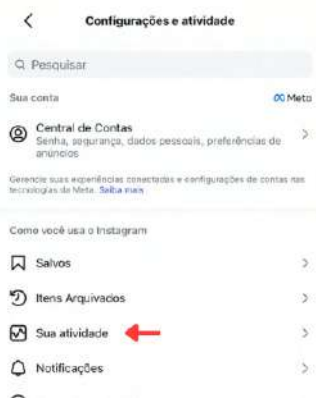 Configurações e atividade
Pesquisar
Sua conta
Meta
Central de Contas
Senha, segurança, dados pessoais, preferências de
anúncios
Gerencie suas experiências conectadas e configurações de contas nas
tecnologias da Meta. Saiba mais
Como você usa o Instagram
Salvos
Itens Arquivados
Sua atividade
Notificações